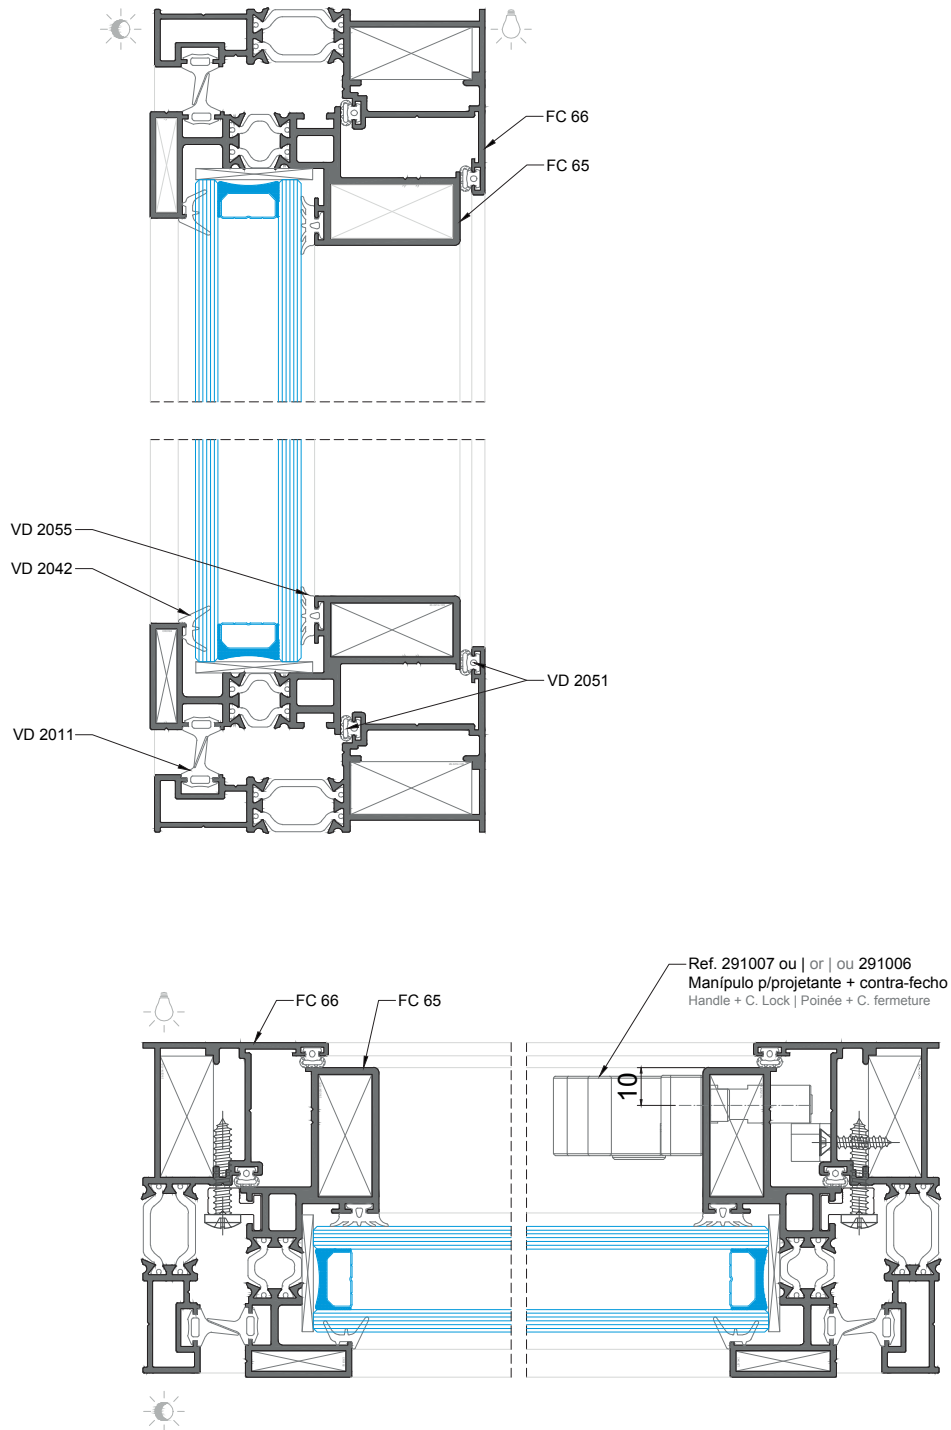 FC 66
FC 65
VD 2055
VD 2042
VD 2051
VD 2011
Ref. 291007 ou | or | ou 291006
Manípulo p/projetante + contra-fecho
Handle + C. Lock | Poinée + C. fermeture
FC 66
FC 65
10